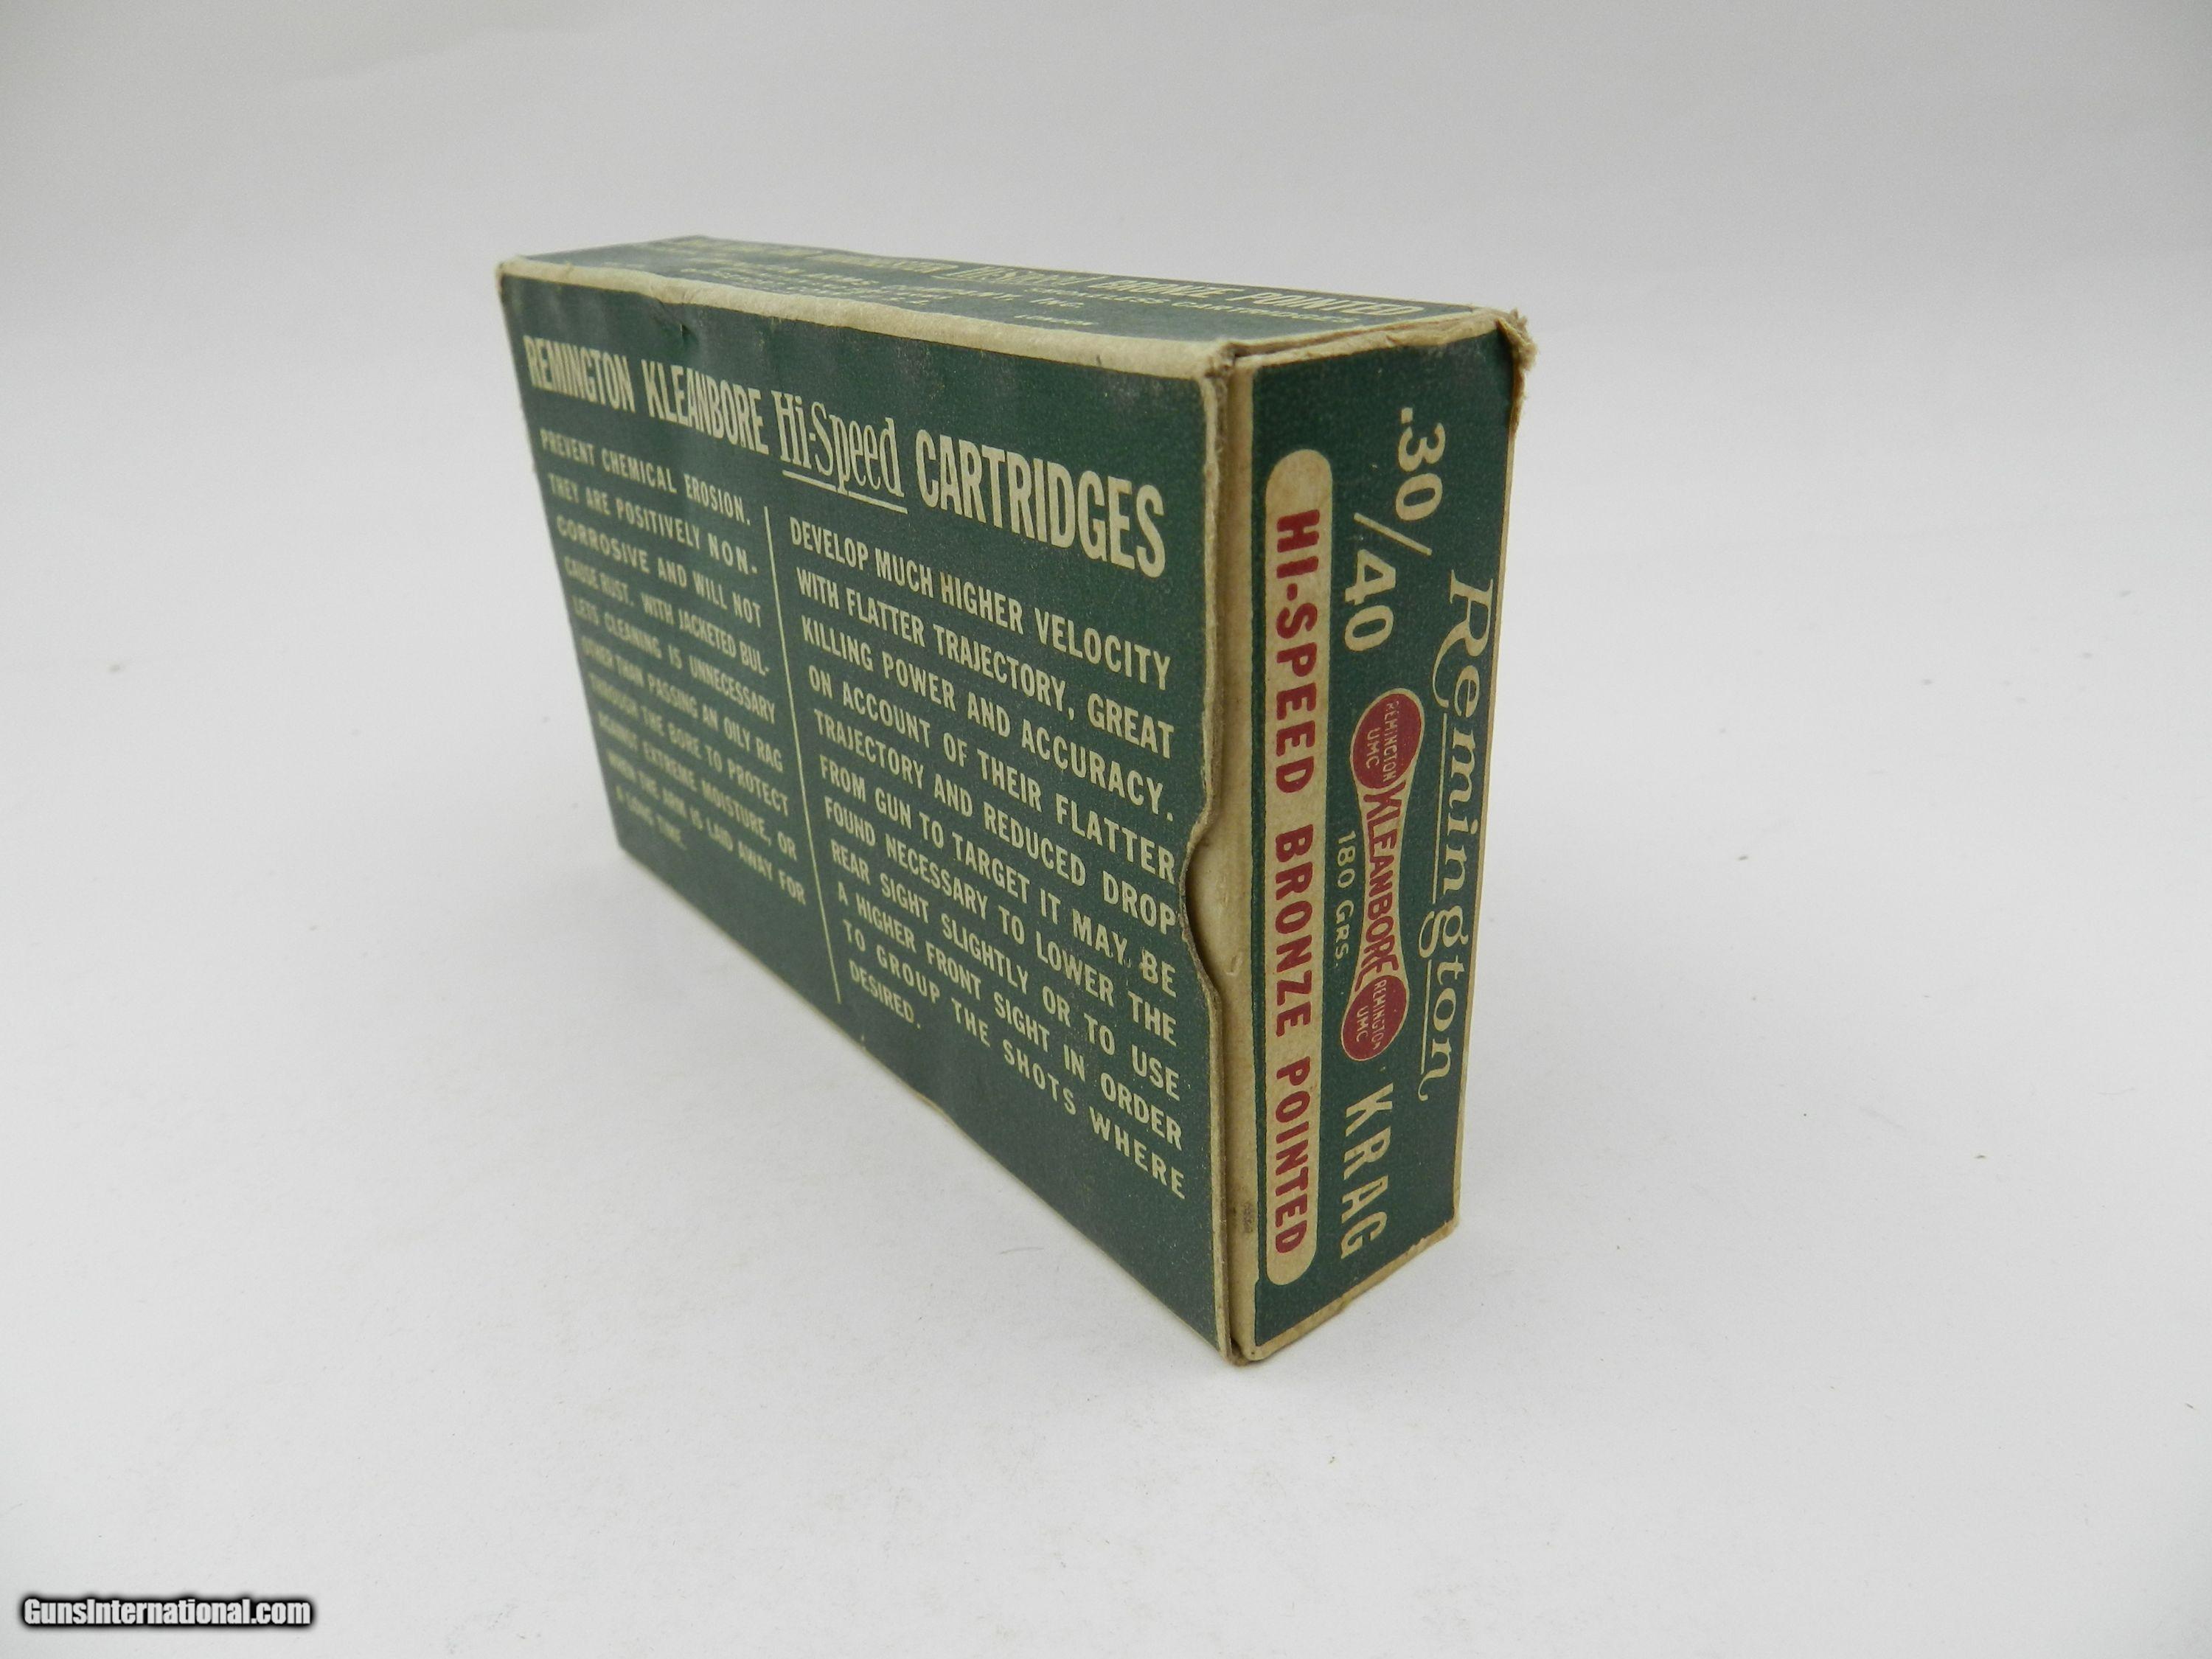 Hi-Speed BRONZE POINTED
REMINGTON KLEANBORE Hi-Speed CARTRIDGES
PREVENT CHEMICAL EROSION.
THEY ARE POSITIVELY NON-
CORROSIVE AND WILL NOT
CAUSE RUST. WITH JACKETED BUL-
LETS CLEANING IS UNNECESSARY
OTHER THAN PASSING AN OILY RAG
THROUGH THE BORE TO PROTECT
AGAINST EXTREME MOISTURE, OR
WHEN THE ARM IS LAID AWAY FOR
A LONG TIME.
DEVELOP MUCH HIGHER VELOCITY
WITH FLATTER TRAJECTORY, GREAT
KILLING POWER AND ACCURACY.
ON ACCOUNT OF THEIR FLATTER
TRAJECTORY AND REDUCED DROP
FROM GUN TO TARGET IT MAY BE
FOUND NECESSARY TO LOWER THE
REAR SIGHT SLIGHTLY OR TO USE
A HIGHER FRONT SIGHT IN ORDER
TO GROUP THE SHOTS WHERE
DESIRED.
Remington
.30/40 REMINGTON UMC KLEANBORE REMINGTON UMC KRAG
180 GRS.
HI-SPEED BRONZE POINTED
GunsInternational.com